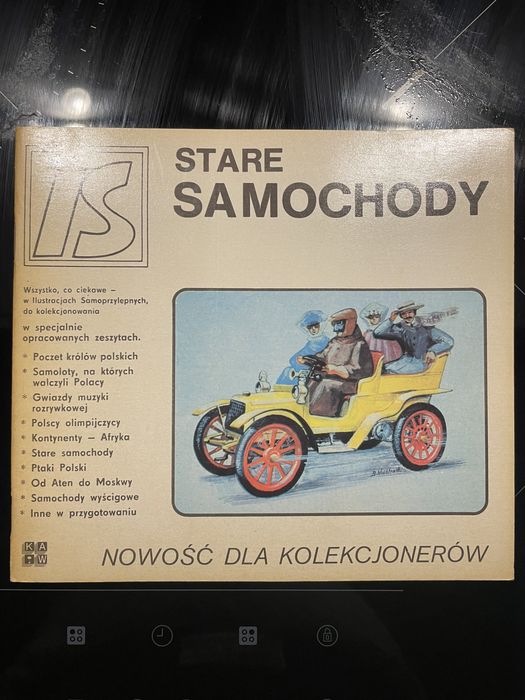 IS
STARE
SAMOCHODY
Wszystko, co ciekawe –
w Ilustracjach Samoprzylepnych,
do kolekcjonowania
w specjalnie
opracowanych zeszytach.
* Poczet królów polskich
* Samoloty, na których
walczyli Polacy
* Gwiazdy muzyki
rozrywkowej
* Polscy olimpijczycy
* Kontynenty – Afryka
* Stare samochody
* Ptaki Polski
* Od Aten do Moskwy
* Samochody wyścigowe
* Inne w przygotowaniu
K A
W
NOWOŚĆ DLA KOLEKCJONERÓW